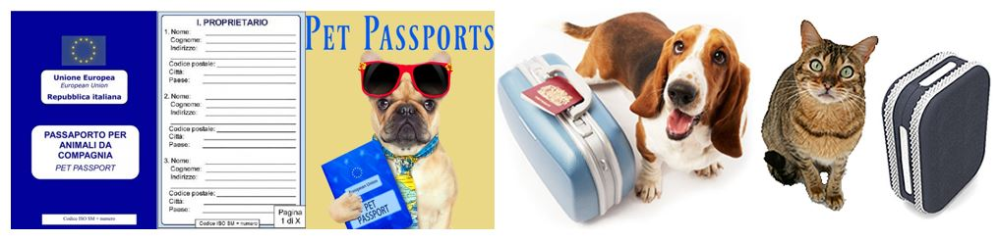 Unione Europea
European Union
Repubblica italiana
PASSAPORTO PER
ANIMALI DA
COMPAGNIA
PET PASSPORT
Codice ISO SM + numero
I. PROPRIETARIO
1. Nome:
Cognome:
Indirizzo:
Codice postale:
Città:
Paese:
2. Nome:
Cognome:
Indirizzo:
Codice postale:
Città:
Paese:
3. Nome:
Cognome:
Indirizzo:
Codice postale:
Città:
Paese:
Pagina
1 di X
Codice ISO SM + numero
PET PASSPORTS
European Union
PET
PASSPORT